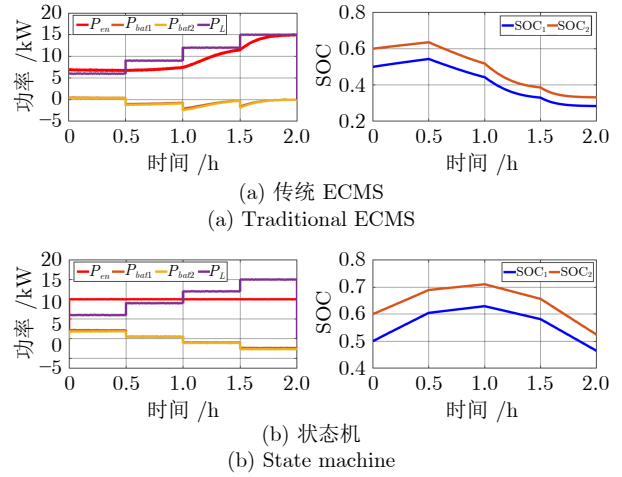 P_en P_bat1 P_bat2 P_L
功率 /kW
20
15
10
5
0
−5
0 0.5 1.0 1.5 2.0
时间 /h
SOC₁ SOC₂
SOC
0.8
0.6
0.4
0.2
0 0.5 1.0 1.5 2.0
时间 /h
(a) 传统 ECMS
(a) Traditional ECMS
P_en P_bat1 P_bat2 P_L
功率 /kW
20
15
10
5
0
−5
0 0.5 1.0 1.5 2.0
时间 /h
SOC₁ SOC₂
SOC
0.8
0.7
0.6
0.5
0.4
0 0.5 1.0 1.5 2.0
时间 /h
(b) 状态机
(b) State machine